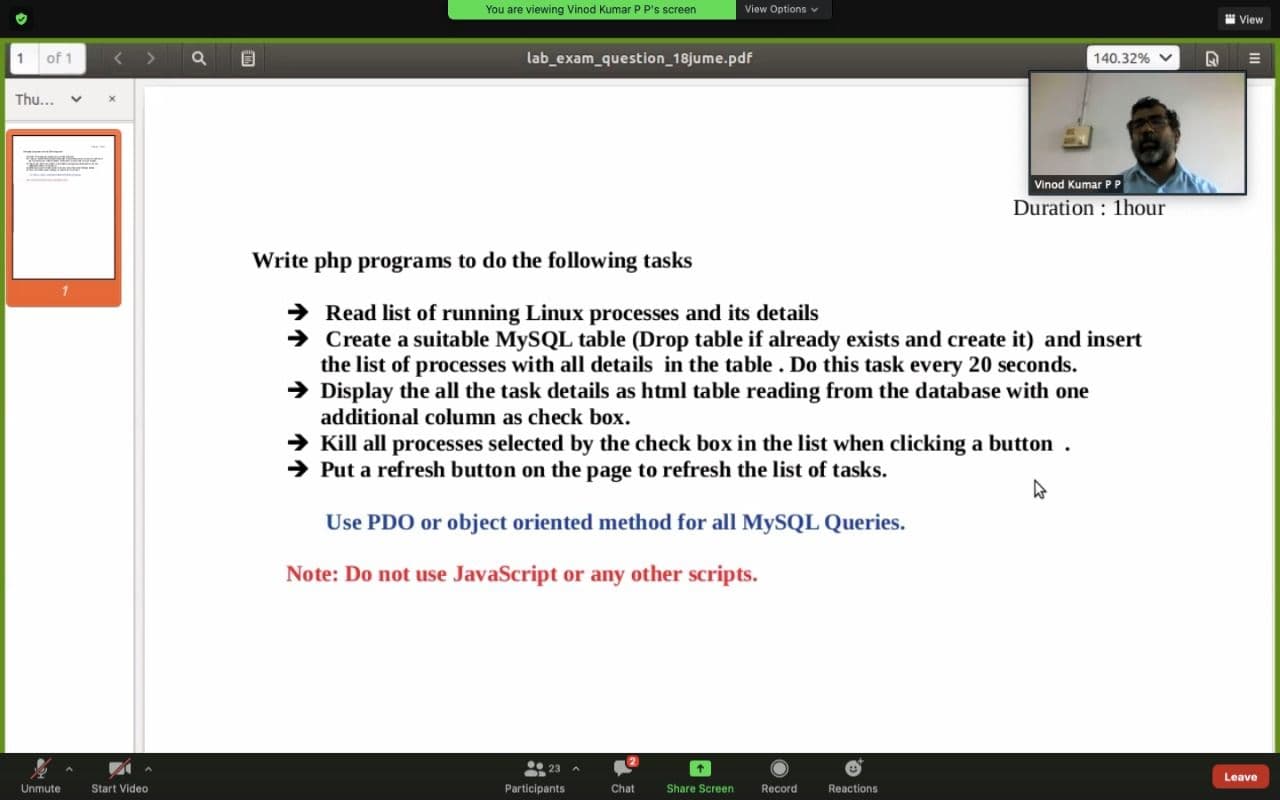 You are viewing Vinod Kumar P P's screen
View Options
View
1 of 1
lab_exam_question_18jume.pdf
140.32%
Thu...
Vinod Kumar P P
Duration : 1hour
Write php programs to do the following tasks
➔ Read list of running Linux processes and its details
➔ Create a suitable MySQL table (Drop table if already exists and create it) and insert
the list of processes with all details in the table . Do this task every 20 seconds.
➔ Display the all the task details as html table reading from the database with one
additional column as check box.
➔ Kill all processes selected by the check box in the list when clicking a button .
➔ Put a refresh button on the page to refresh the list of tasks.
Use PDO or object oriented method for all MySQL Queries.
Note: Do not use JavaScript or any other scripts.
1
Unmute
Start Video
Participants
23
Chat
2
Share Screen
Record
Reactions
Leave